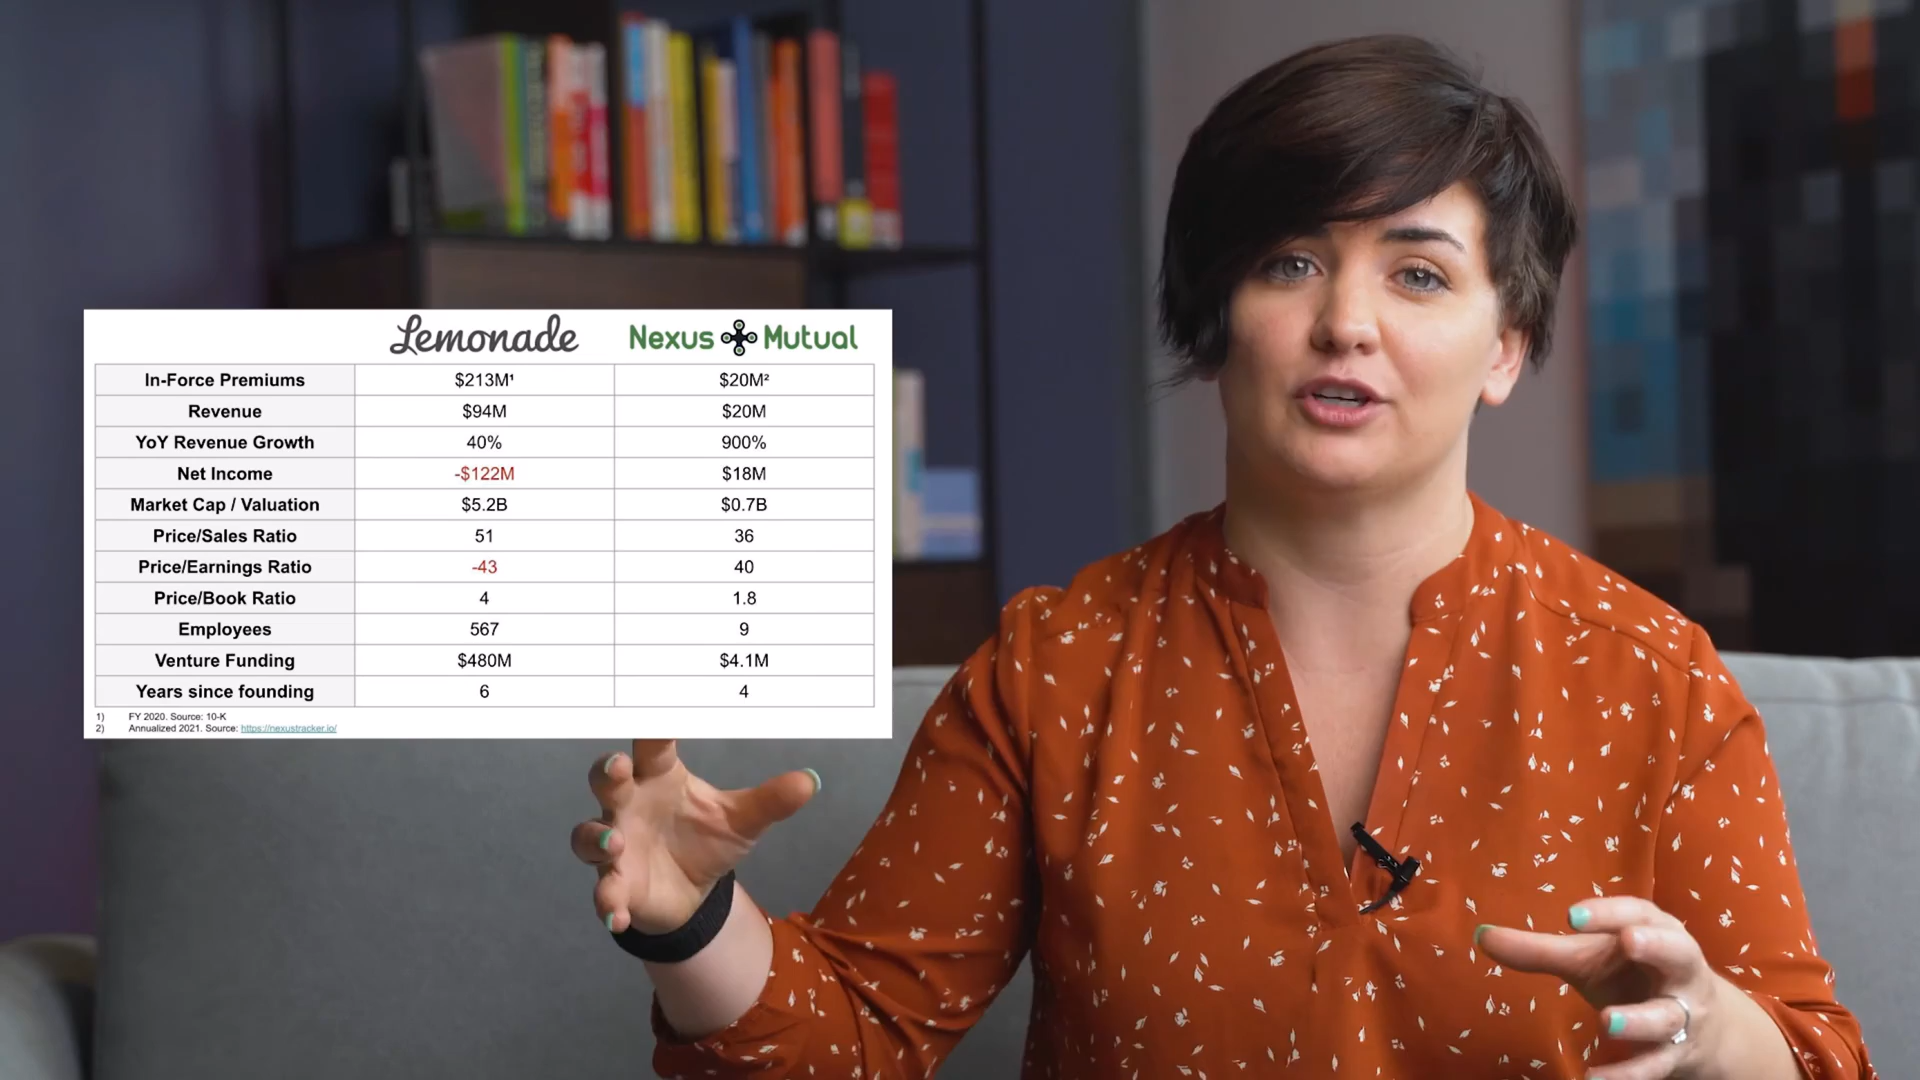 Lemonade Nexus Mutual
In-Force Premiums $213M¹ $20M²
Revenue $94M $20M
YoY Revenue Growth 40% 900%
Net Income -$122M $18M
Market Cap / Valuation $5.2B $0.7B
Price/Sales Ratio 51 36
Price/Earnings Ratio -43 40
Price/Book Ratio 4 1.8
Employees 567 9
Venture Funding $480M $4.1M
Years since founding 6 4
1) FY 2020. Source: 10-K
2) Annualized 2021. Source: https://nexustracker.io/